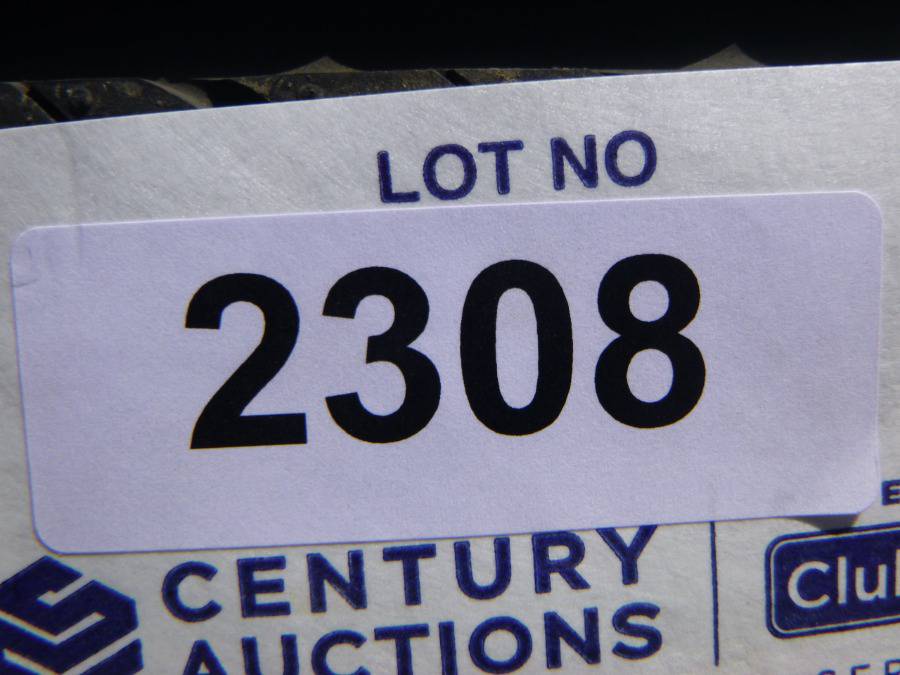 LOT NO
2308
CENTURY
AUCTIONS